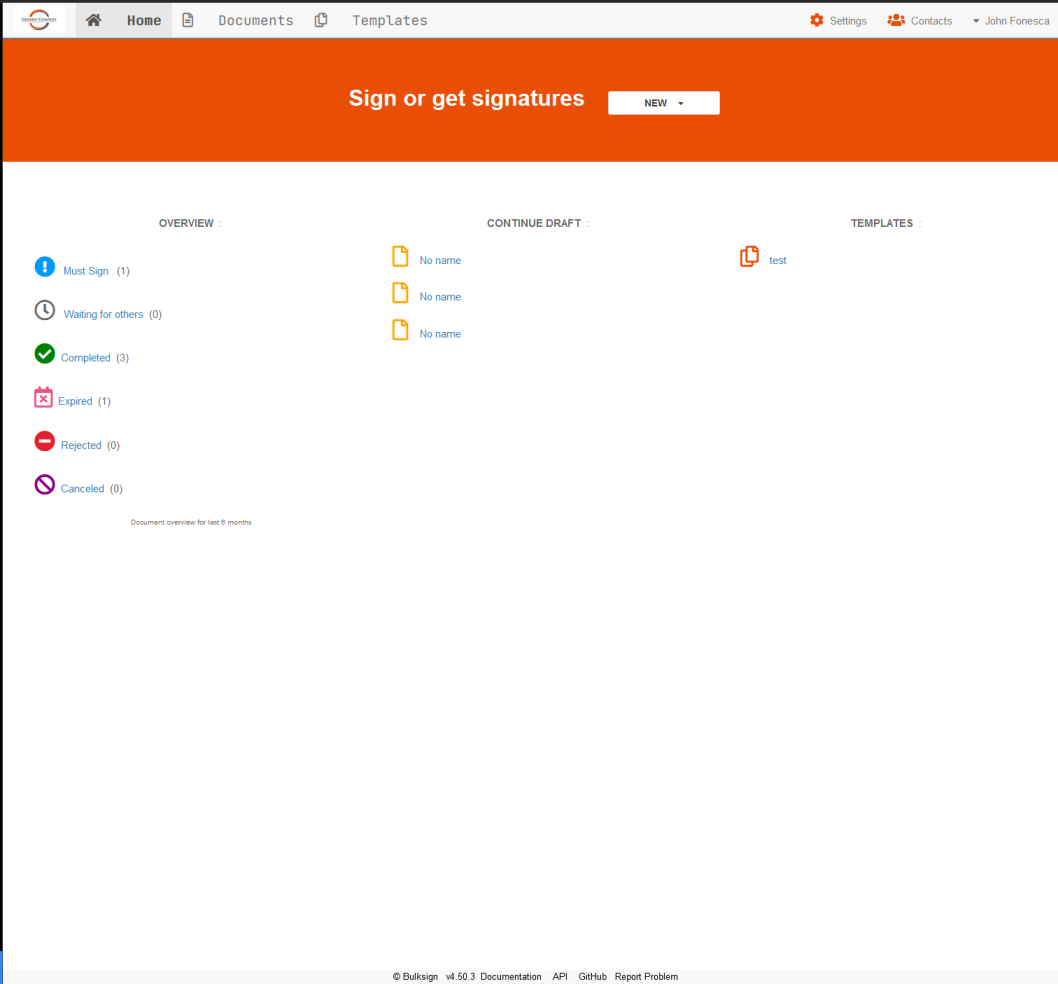 GENERIC COMPANY Home Documents Templates Settings Contacts John Fonesca
Sign or get signatures NEW
OVERVIEW :
Must Sign (1)
Waiting for others (0)
Completed (3)
Expired (1)
Rejected (0)
Canceled (0)
Document overview for last 6 months
CONTINUE DRAFT :
No name
No name
No name
TEMPLATES :
test
© Bulksign v4.50.3 Documentation API GitHub Report Problem